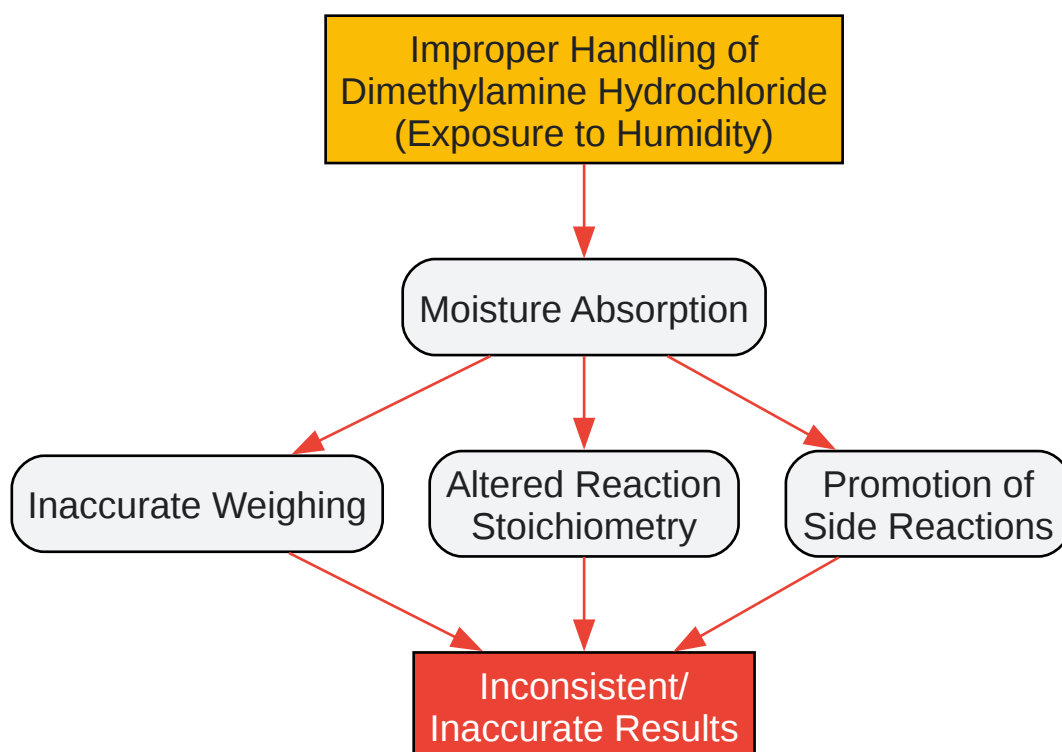 Improper Handling of
Dimethylamine Hydrochloride
(Exposure to Humidity)
Moisture Absorption
Inaccurate Weighing
Altered Reaction
Stoichiometry
Promotion of
Side Reactions
Inconsistent/
Inaccurate Results